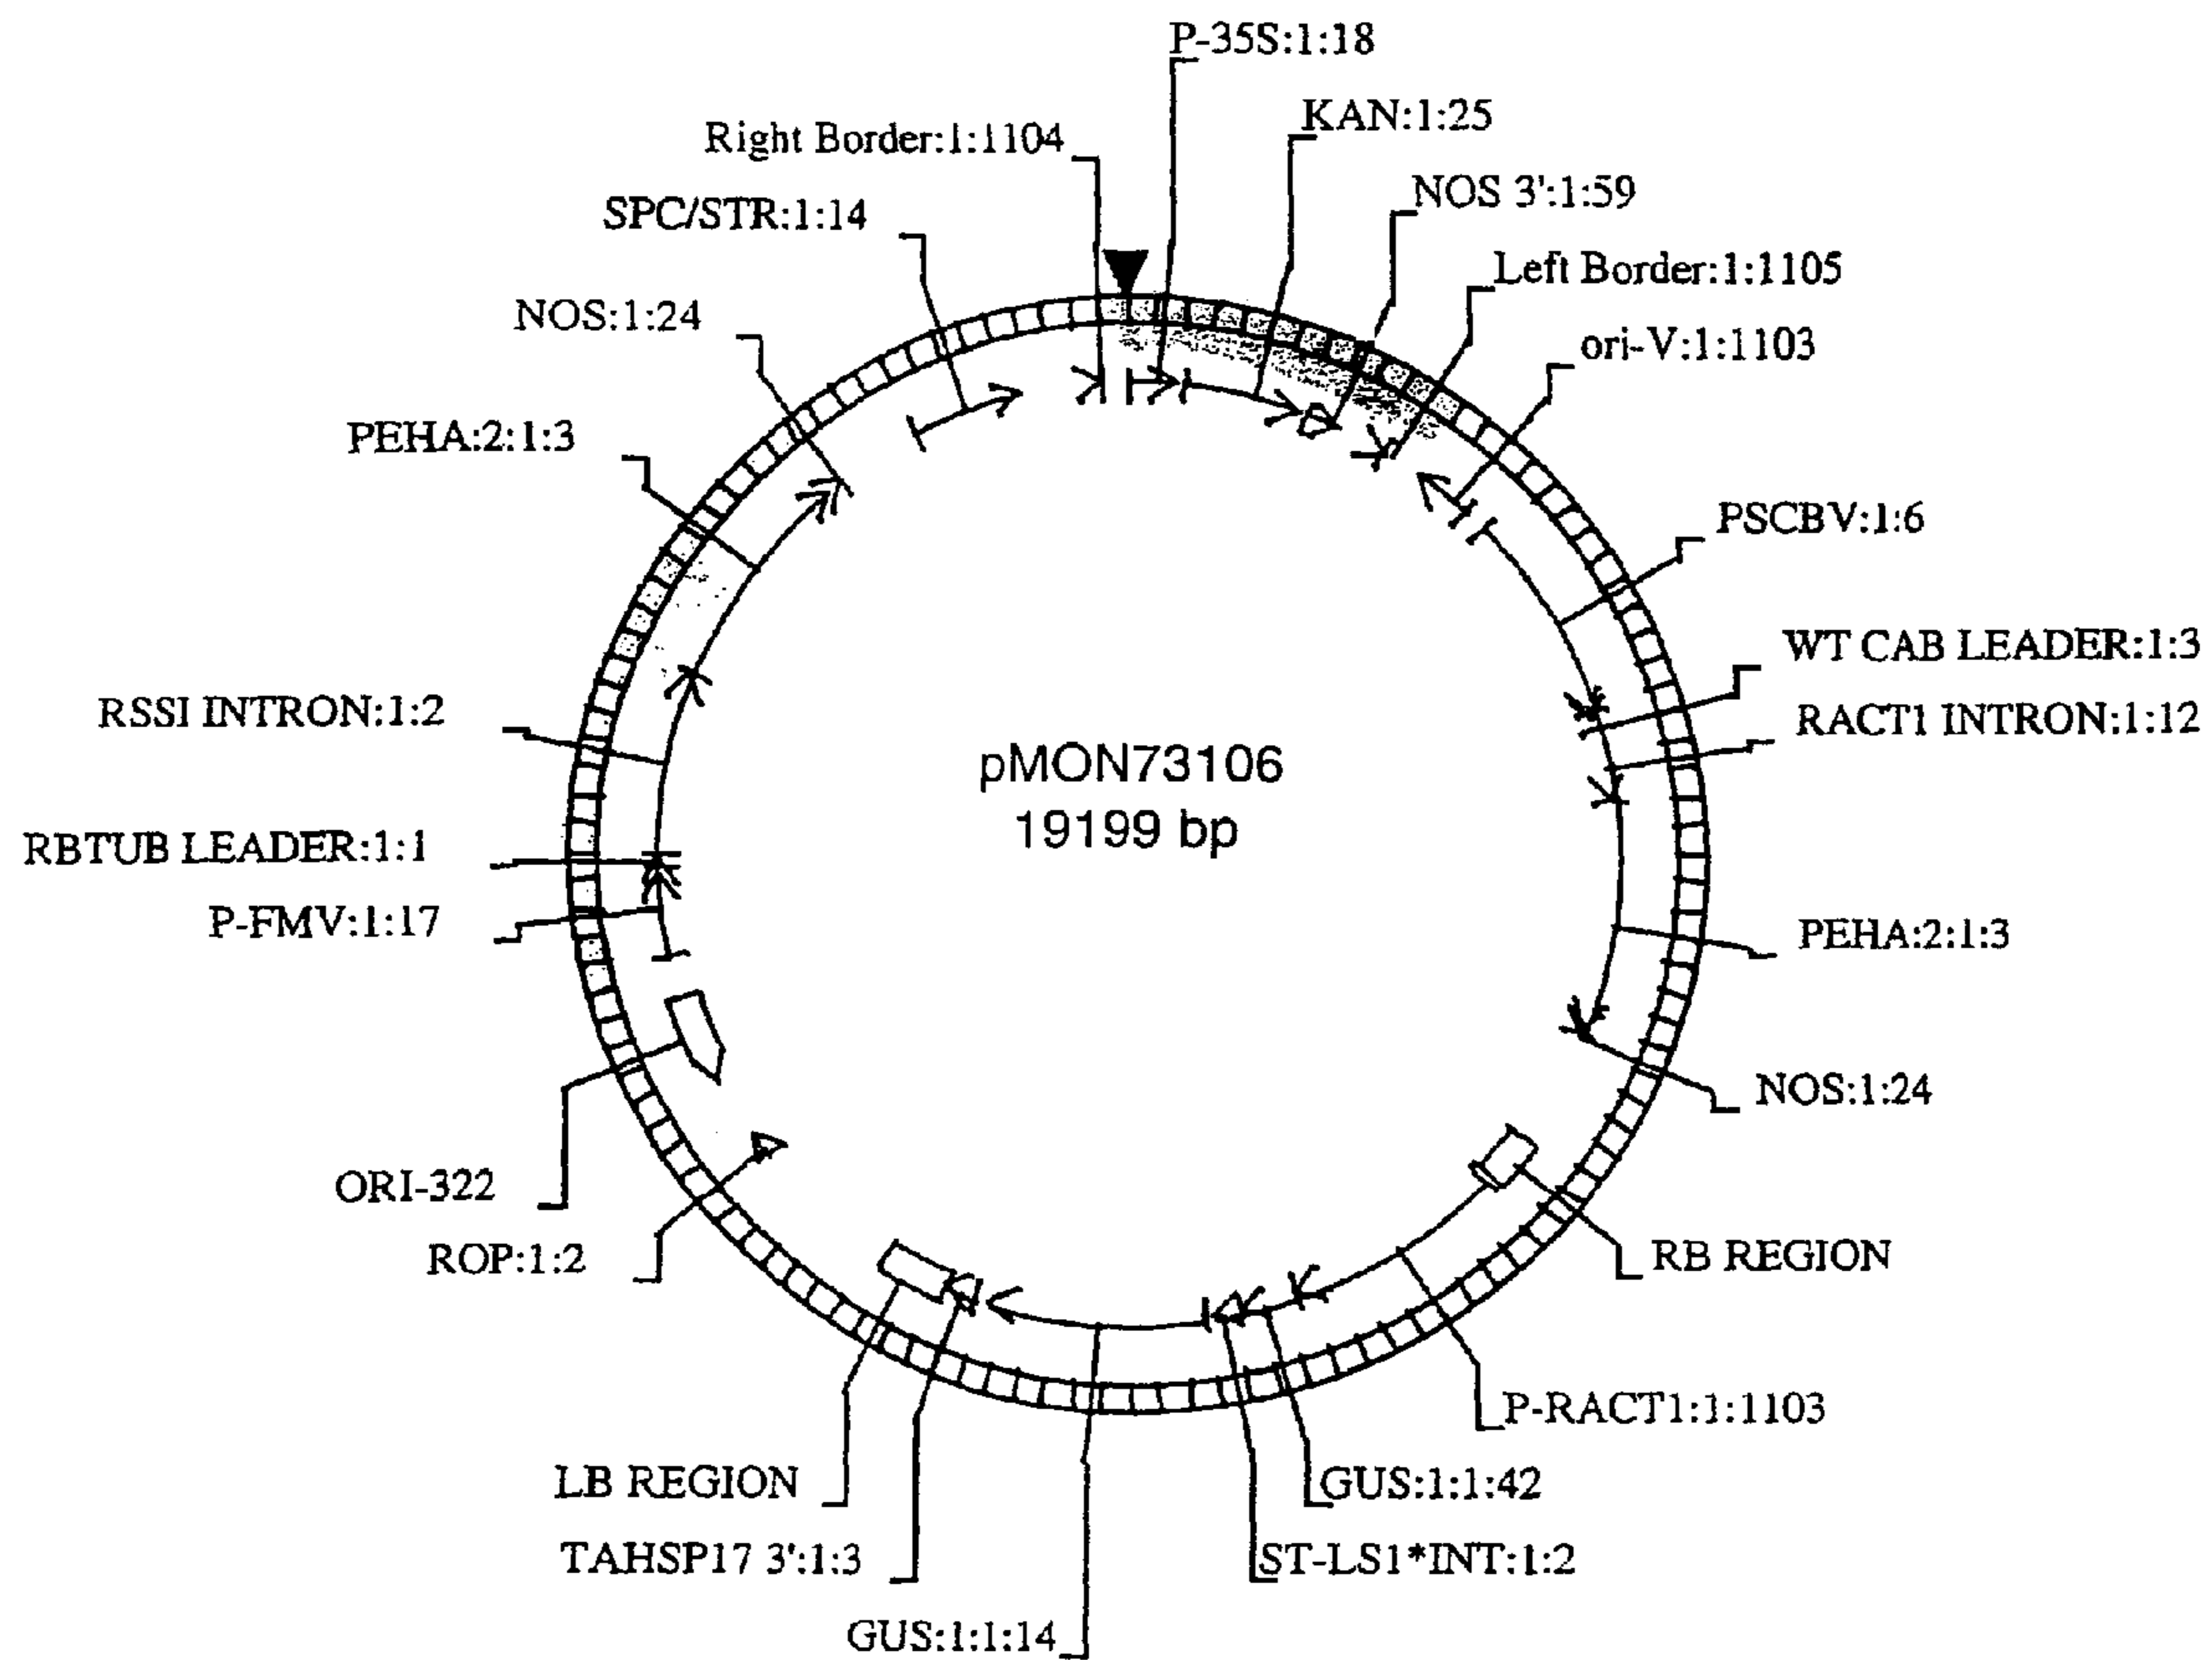 P-35S:1:18
KAN:1:25
Right Border:1:1104
NOS 3':1:59
SPC/STR:1:14
Left Border:1:1105
NOS:1:24
ori-V:1:1103
PEHA:2:1:3
PSCBV:1:6
WT CAB LEADER:1:3
RSSI INTRON:1:2
RACT1 INTRON:1:12
pMON73106
19199 bp
RBTUB LEADER:1:1
P-FMV:1:17
PEHA:2:1:3
NOS:1:24
ORI-322
ROP:1:2
RB REGION
P-RACT1:1:1103
LB REGION
GUS:1:1:42
TAHSP17 3':1:3
ST-LS1*INT:1:2
GUS:1:1:14